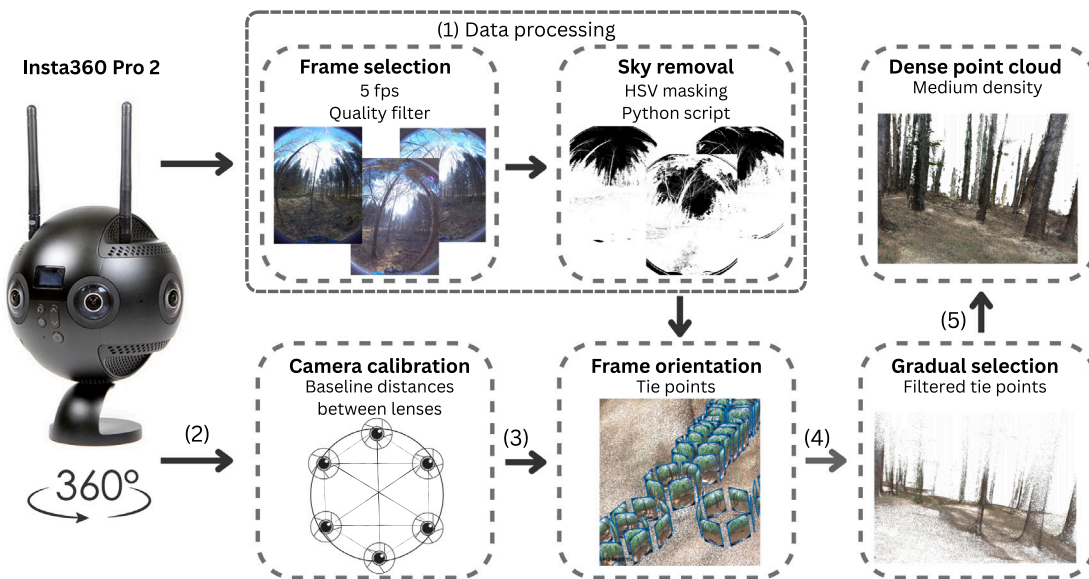 (1) Data processing
Insta360 Pro 2
Frame selection
5 fps
Quality filter
Sky removal
HSV masking
Python script
Dense point cloud
Medium density
(2)
360°
Camera calibration
Baseline distances
between lenses
(3)
Frame orientation
Tie points
(4)
Gradual selection
Filtered tie points
(5)